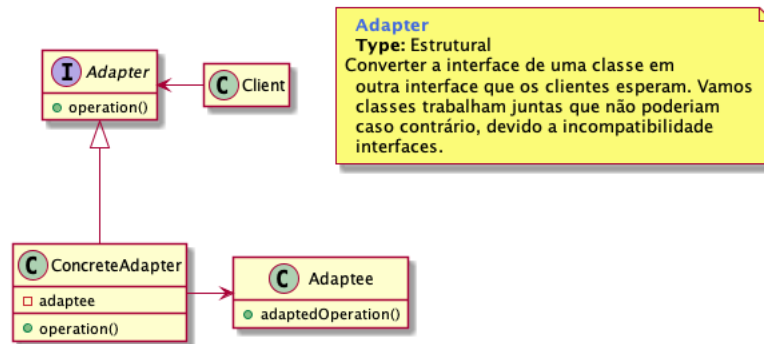 I Adapter
operation()
C Client
Adapter
Type: Estrutural
Converter a interface de uma classe em
outra interface que os clientes esperam. Vamos
classes trabalham juntas que não poderiam
caso contrário, devido a incompatibilidade
interfaces.
C ConcreteAdapter
adaptee
operation()
C Adaptee
adaptedOperation()